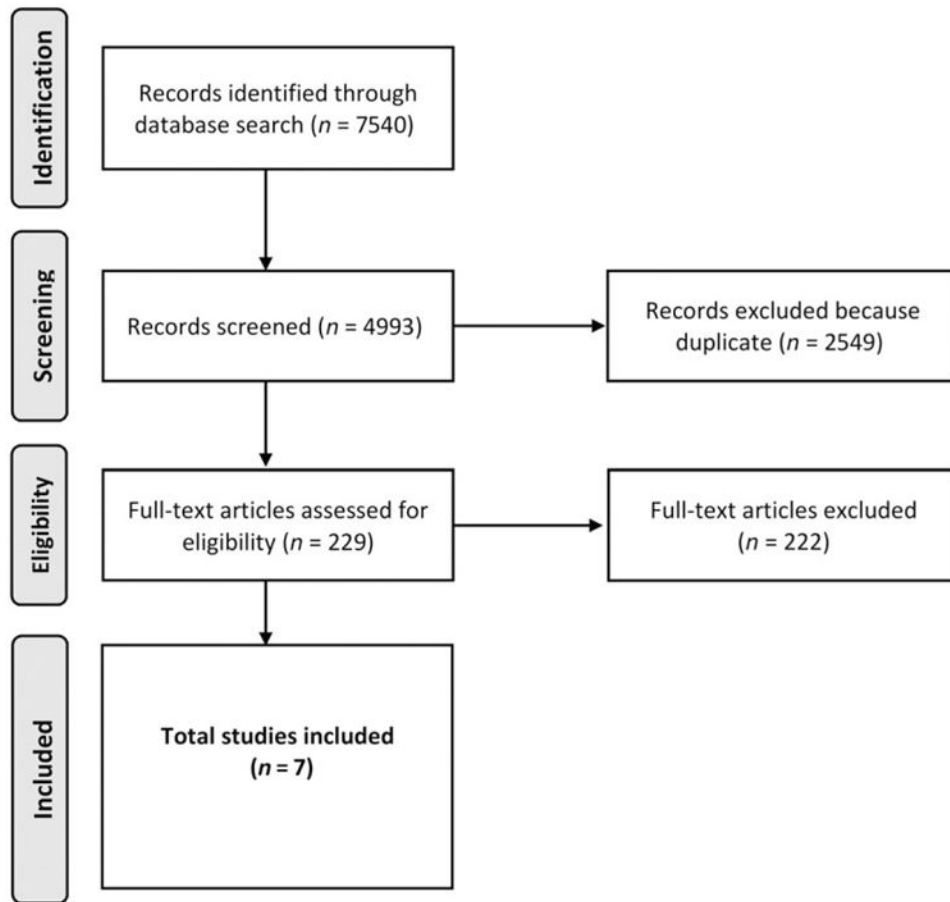 Identification
Records identified through
database search (n = 7540)
Screening
Records screened (n = 4993)
Records excluded because
duplicate (n = 2549)
Eligibility
Full-text articles assessed for
eligibility (n = 229)
Full-text articles excluded
(n = 222)
Included
Total studies included
(n = 7)